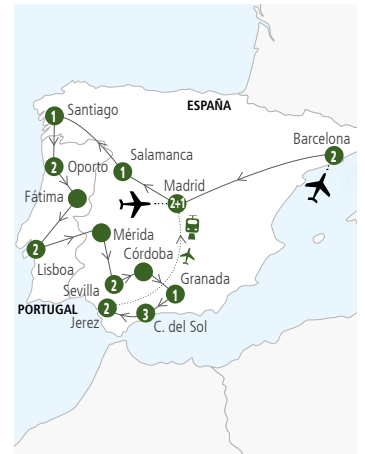 ESPAÑA
Santiago
1
Barcelona
2
Salamanca
1
2
Oporto
Madrid
2+1
Fátima
Mérida
2
Lisboa
Córdoba
Sevilla
2
Granada
1
PORTUGAL
Jerez
2
3
C. del Sol